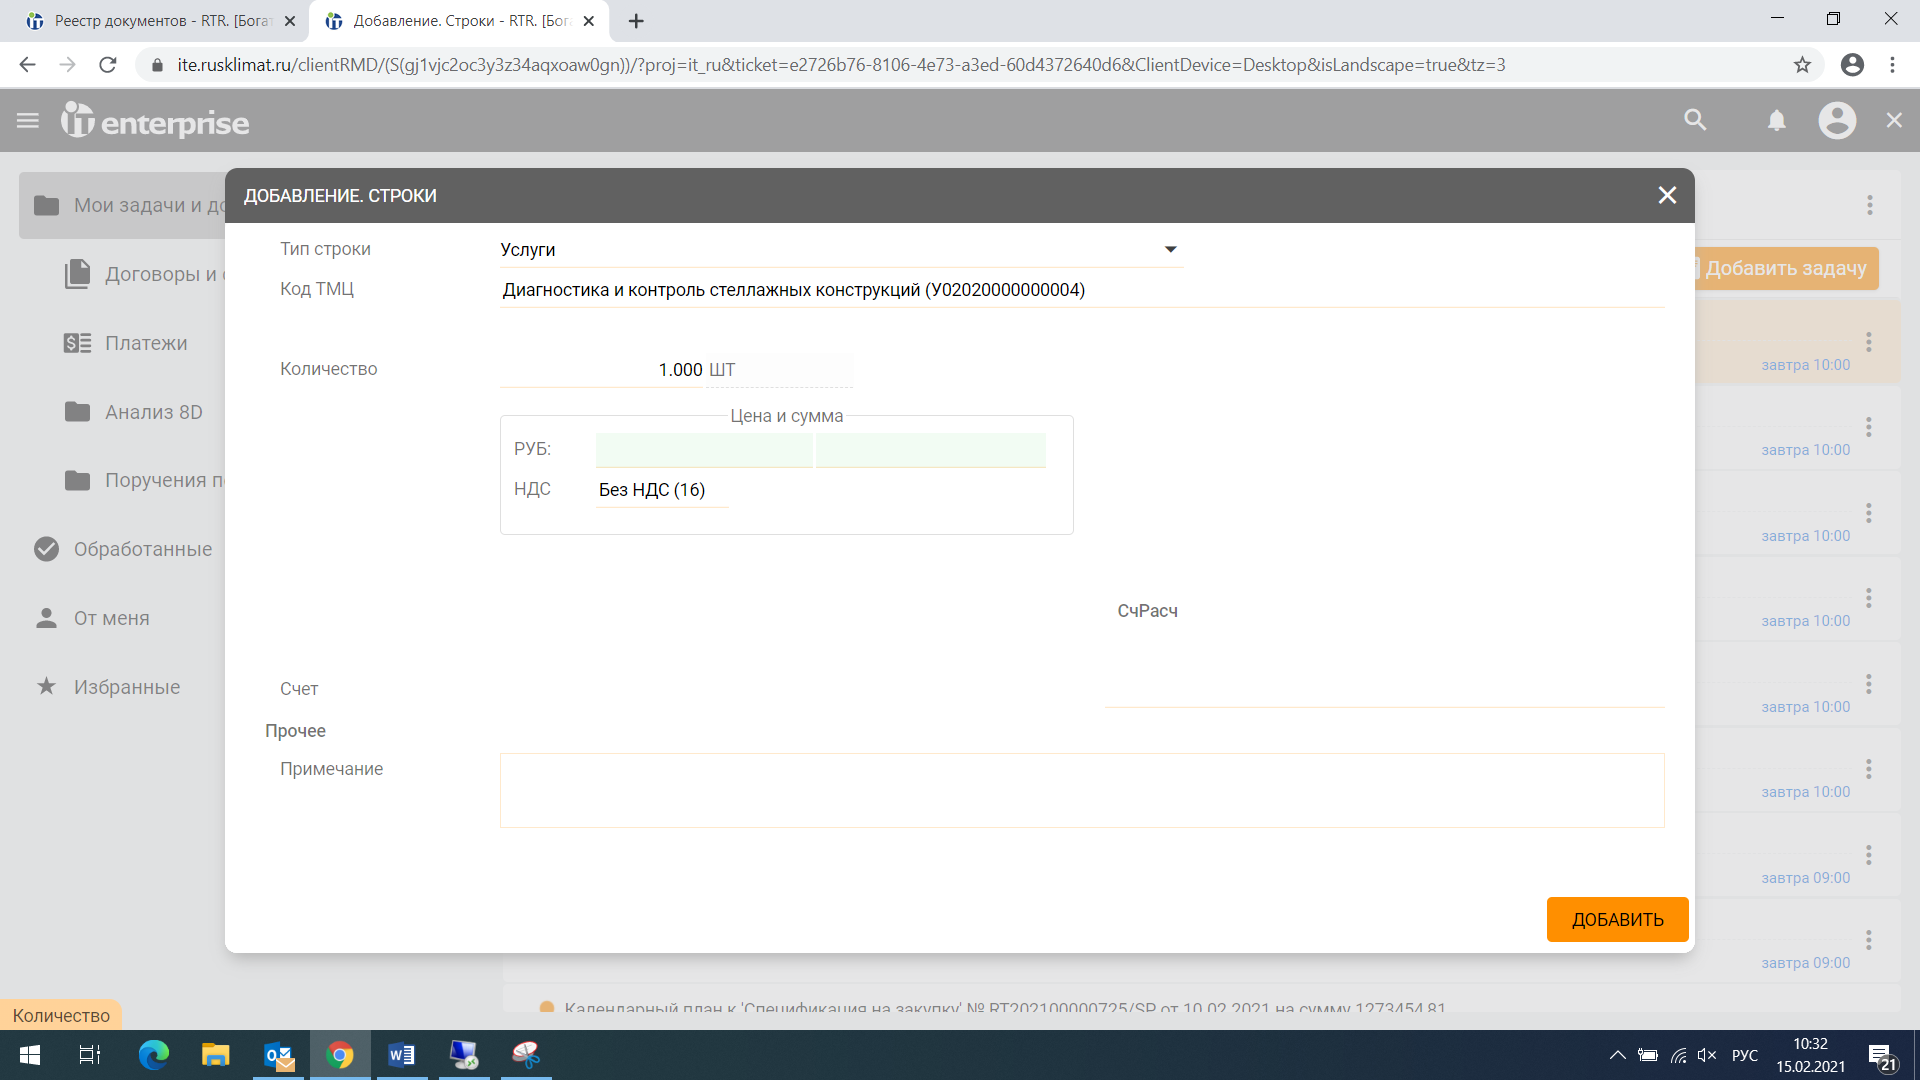 Реестр документов - RTR. [Богат
Добавление. Строки - RTR. [Бог
ite.rusklimat.ru/clientRMD/(S(gj1vjc2oc3y3z34aqxoaw0gn))/?proj=it_ru&ticket=e2726b76-8106-4e73-a3ed-60d4372640d6&ClientDevice=Desktop&isLandscape=true&tz=3
it enterprise
Мои задачи и до
ДОБАВЛЕНИЕ. СТРОКИ
Тип строки Услуги
Код ТМЦ Диагностика и контроль стеллажных конструкций (У02020000000004)
Добавить задачу
Договоры и с
Платежи
Количество 1.000 ШТ
завтра 10:00
Анализ 8D
Цена и сумма
РУБ:
завтра 10:00
Поручения п
НДС Без НДС (16)
завтра 10:00
Обработанные
От меня
СчРасч
завтра 10:00
Избранные
Счет
завтра 10:00
Прочее
Примечание
завтра 10:00
завтра 09:00
ДОБАВИТЬ
завтра 09:00
Календарный план к 'Спецификация на закупку' № RT202100000725/SP от 10.02.2021 на сумму 1273454.81
Количество
РУС
10:32
15.02.2021
21